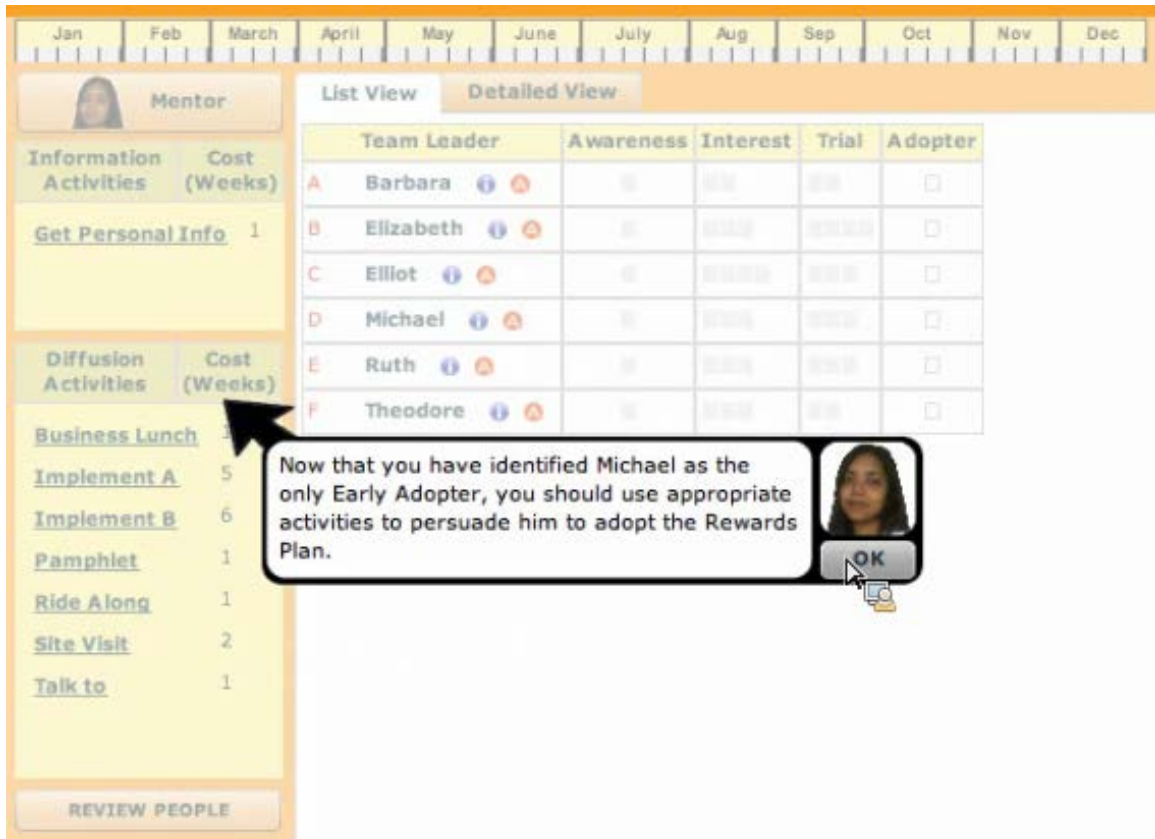 Jan Feb March April May June July Aug Sep Oct Nov Dec
Mentor
List View Detailed View
Information Activities
Cost (Weeks)
Get Personal Info 1
Diffusion Activities
Cost (Weeks)
Business Lunch
Implement A 5
Implement B 6
Pamphlet 1
Ride Along 1
Site Visit 2
Talk to 1
REVIEW PEOPLE
Team Leader Awareness Interest Trial Adopter
A Barbara i A
B Elizabeth i A
C Elliot i A
D Michael i A
E Ruth i A
F Theodore i A
Now that you have identified Michael as the
only Early Adopter, you should use appropriate
activities to persuade him to adopt the Rewards
Plan.
OK